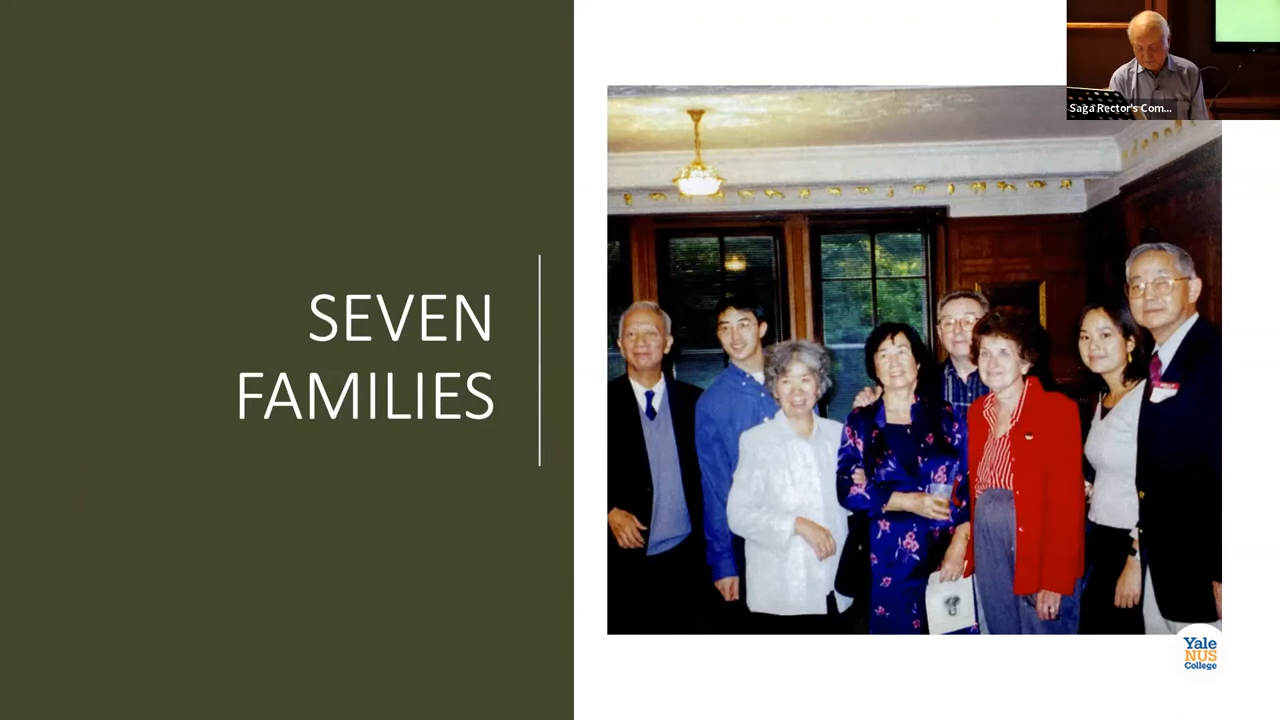 Saga Rector's Com...
SEVEN
FAMILIES
Yale
NUS
College